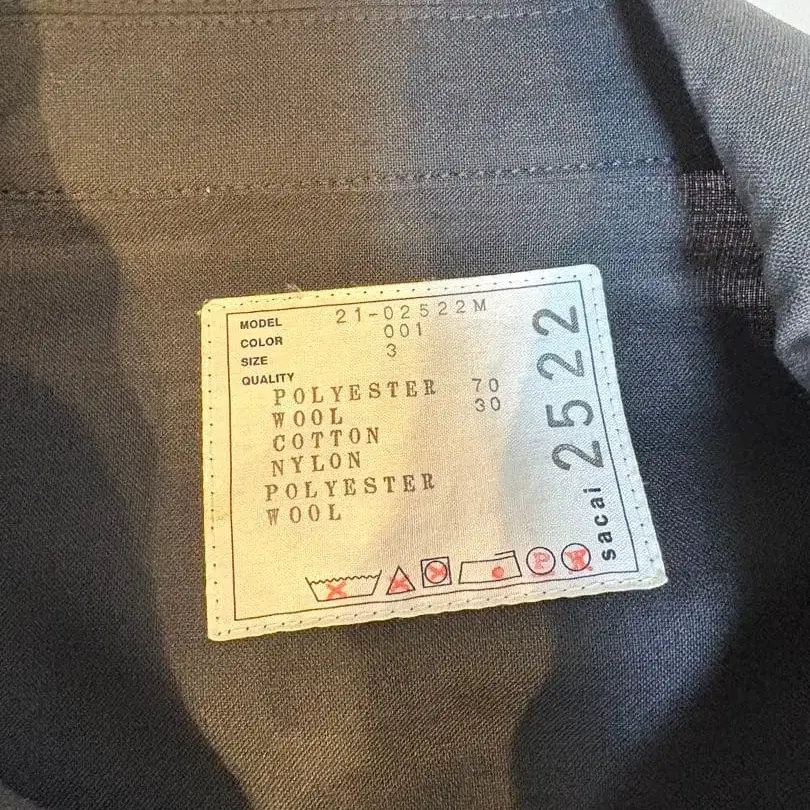 MODEL 21-02522M
COLOR 001
SIZE 3
QUALITY
POLYESTER 70
WOOL 30
COTTON
NYLON
POLYESTER
WOOL
sacai 2522
P W